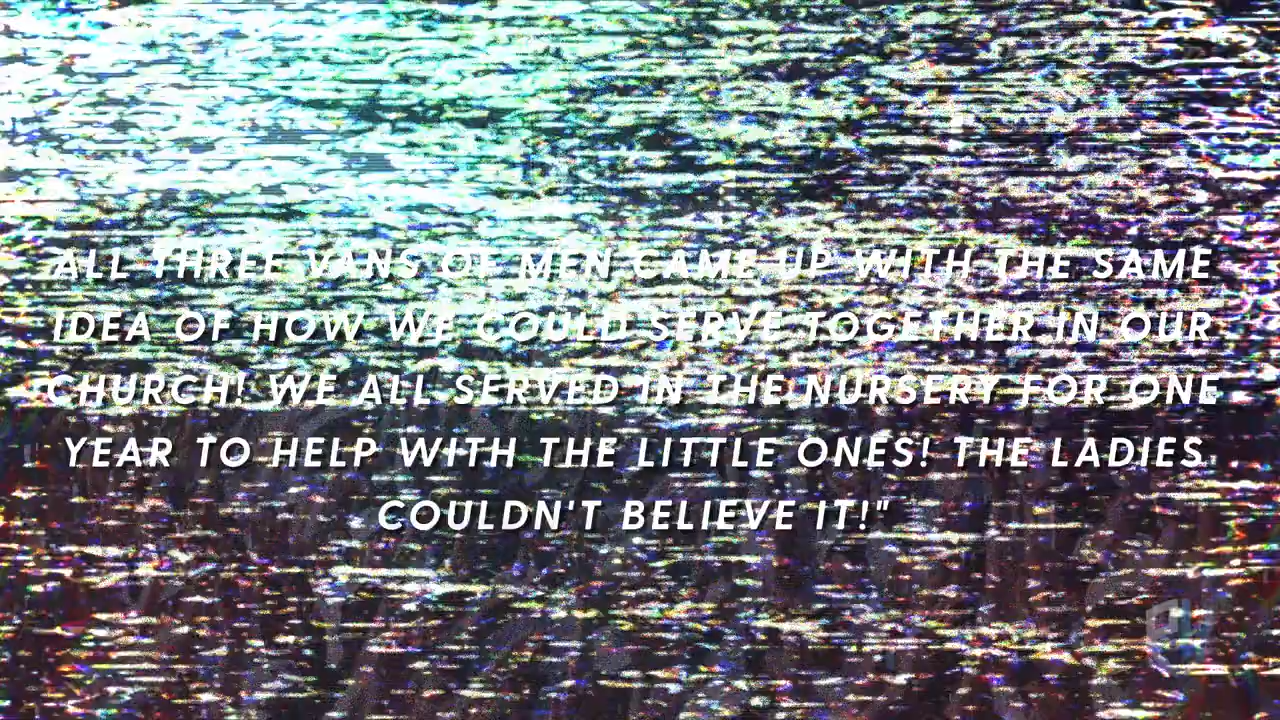 ALL THREE VANS OF MEN CAME UP WITH THE SAME
IDEA OF HOW WE COULD SERVE TOGETHER IN OUR
CHURCH! WE ALL SERVED IN THE NURSERY FOR ONE
YEAR TO HELP WITH THE LITTLE ONES! THE LADIES
COULDN'T BELIEVE IT!"